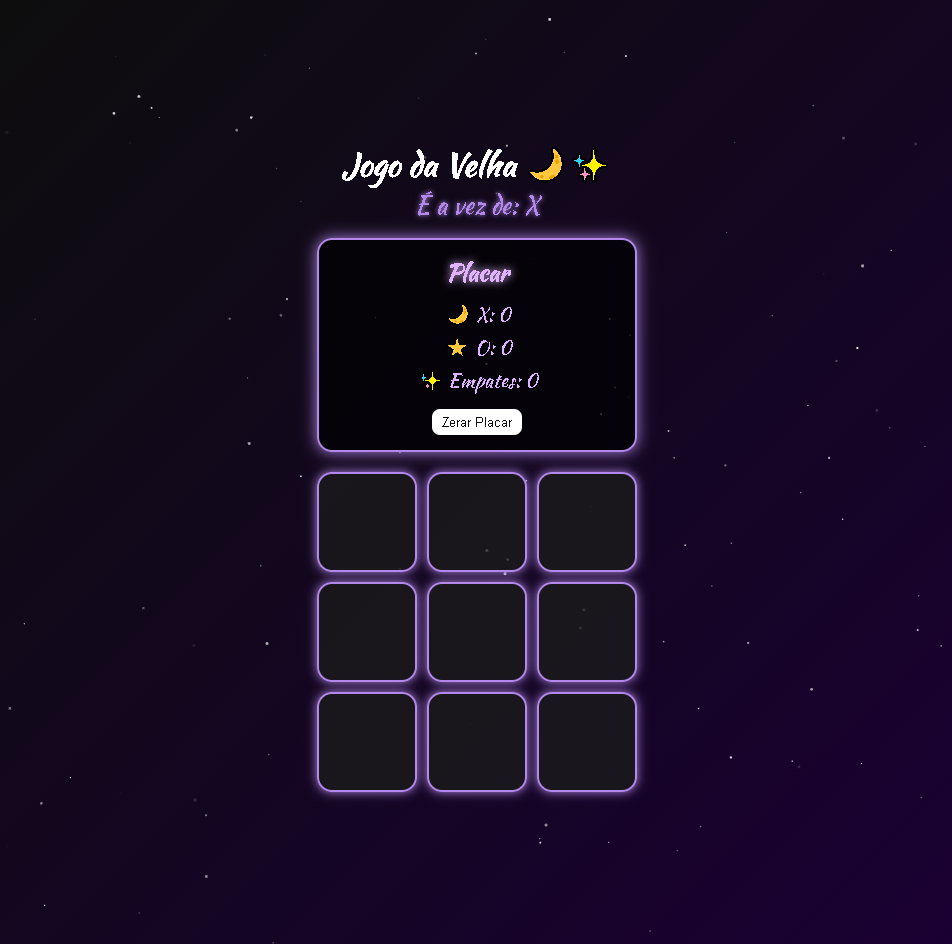 Jogo da Velha 🌙 ✨
É a vez de: X
Placar
🌙 X: 0
⭐ O: 0
✨ Empates: 0
Zerar Placar